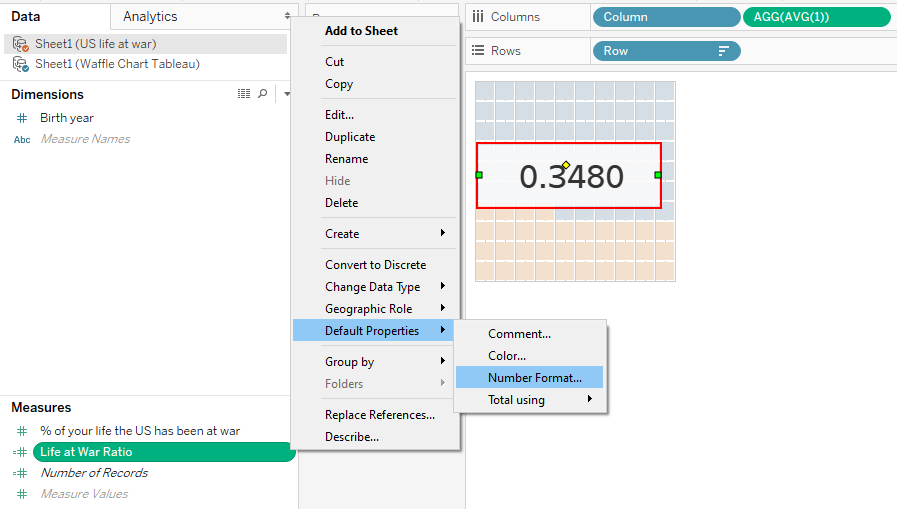 Data
Analytics
Sheet1 (US life at war)
Sheet1 (Waffle Chart Tableau)
Dimensions
Birth year
Abc Measure Names
Measures
% of your life the US has been at war
Life at War Ratio
Number of Records
Measure Values
Add to Sheet
Cut
Copy
Edit...
Duplicate
Rename
Hide
Delete
Create
Convert to Discrete
Change Data Type
Geographic Role
Default Properties
Group by
Folders
Replace References...
Describe...
Comment...
Color...
Number Format...
Total using
Columns
Column
AGG(AVG(1))
Rows
Row
0.3480